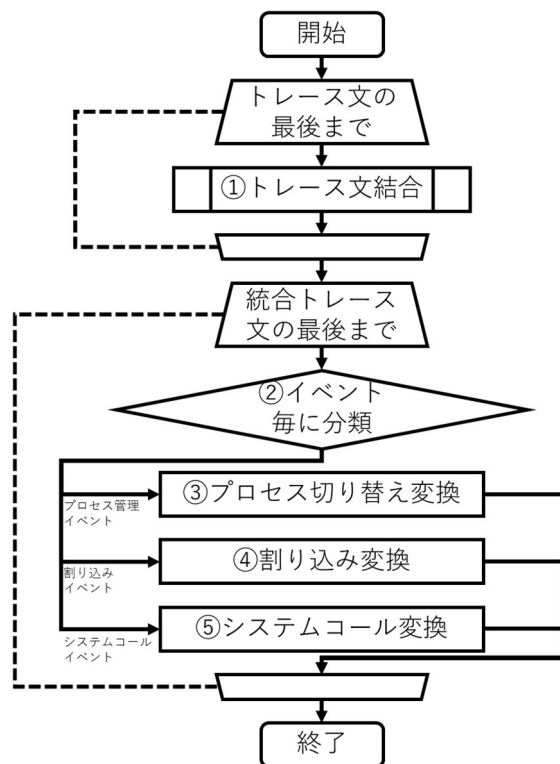 開始
トレース文の
最後まで
①トレース文結合
統合トレース
文の最後まで
②イベント
毎に分類
③プロセス切り替え変換
プロセス管理
イベント
④割り込み変換
割り込み
イベント
⑤システムコール変換
システムコール
イベント
終了